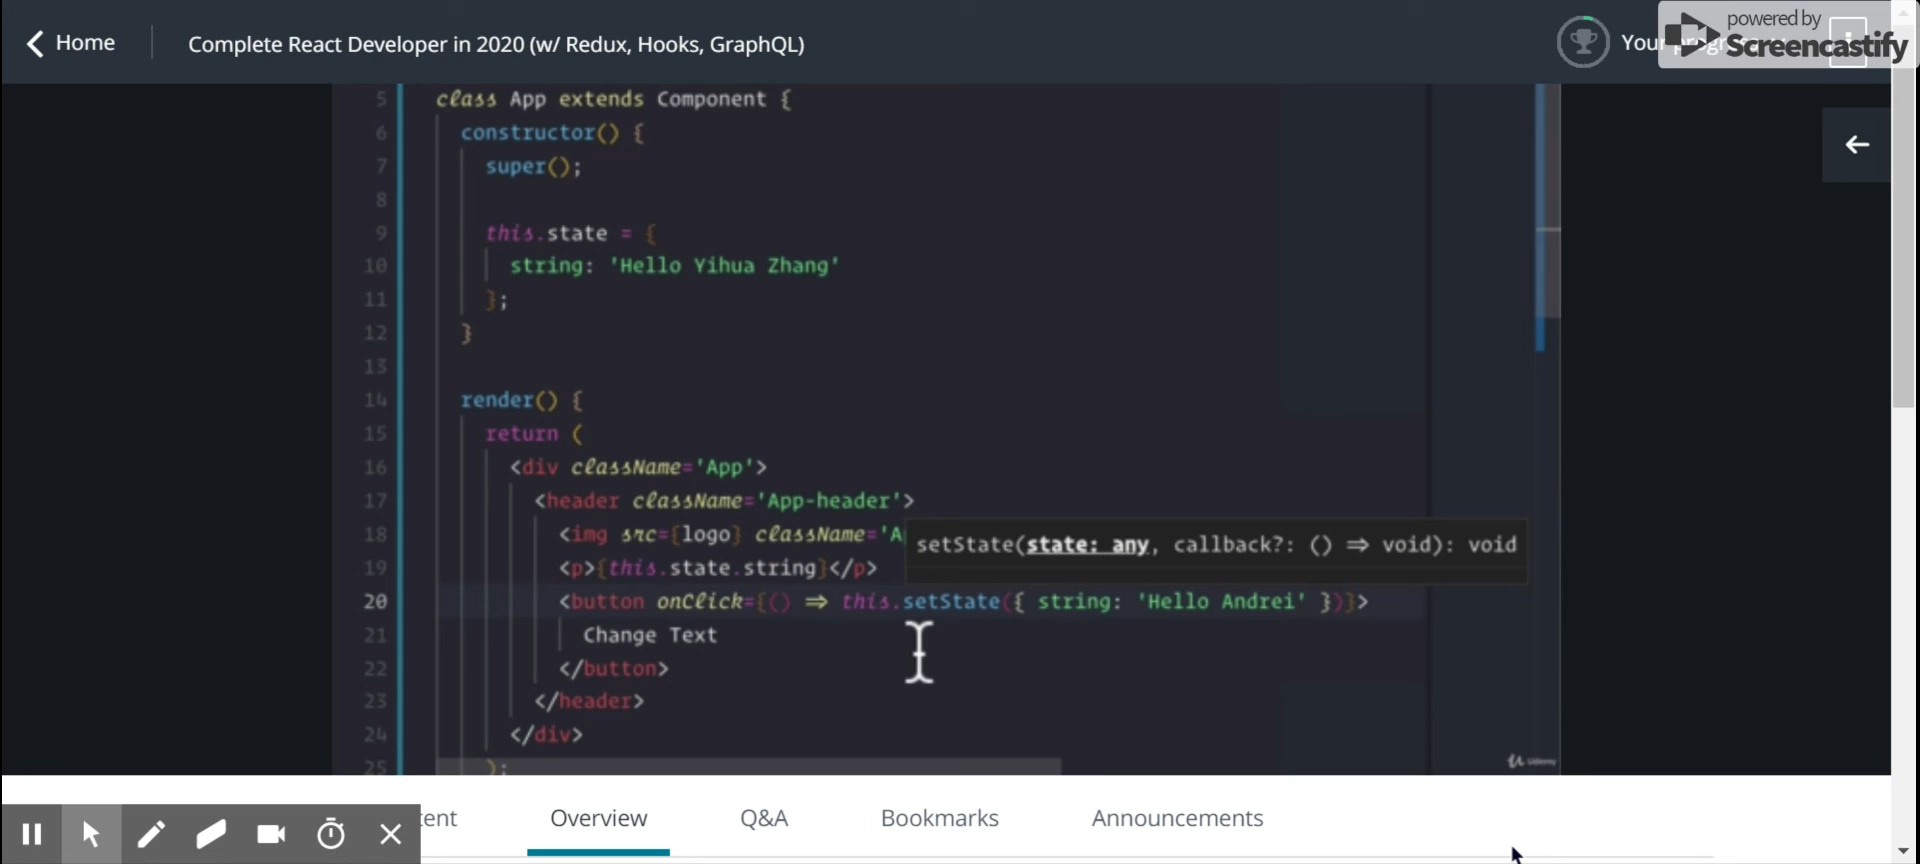 Home
Complete React Developer in 2020 (w/ Redux, Hooks, GraphQL)
powered by
Screencastify
5 class App extends Component {
6 constructor() {
7 super();
8
9 this.state = {
10 string: 'Hello Yihua Zhang'
11 };
12 }
13
14 render() {
15 return (
16 <div className='App'>
17 <header className='App-header'>
18 <img src={logo} className='A
setState(state: any, callback?: () => void): void
19 <p>{this.state.string}</p>
20 <button onClick={() => this.setState({ string: 'Hello Andrei' })}>
21 Change Text
22 </button>
23 </header>
24 </div>
25 );
Udemy
Overview
Q&A
Bookmarks
Announcements